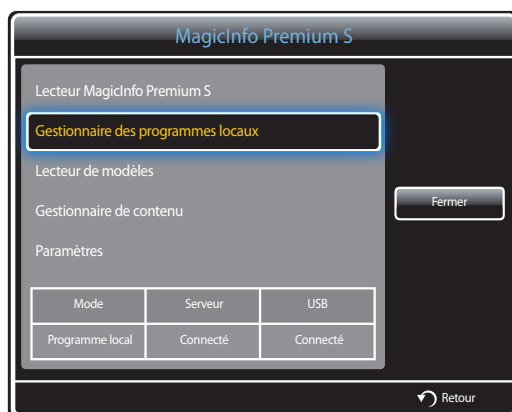 MagicInfo Premium S
Lecteur MagicInfo Premium S
Gestionnaire des programmes locaux
Lecteur de modèles
Gestionnaire de contenu
Fermer
Paramètres
Mode Serveur USB
Programme local Connecté Connecté
Retour